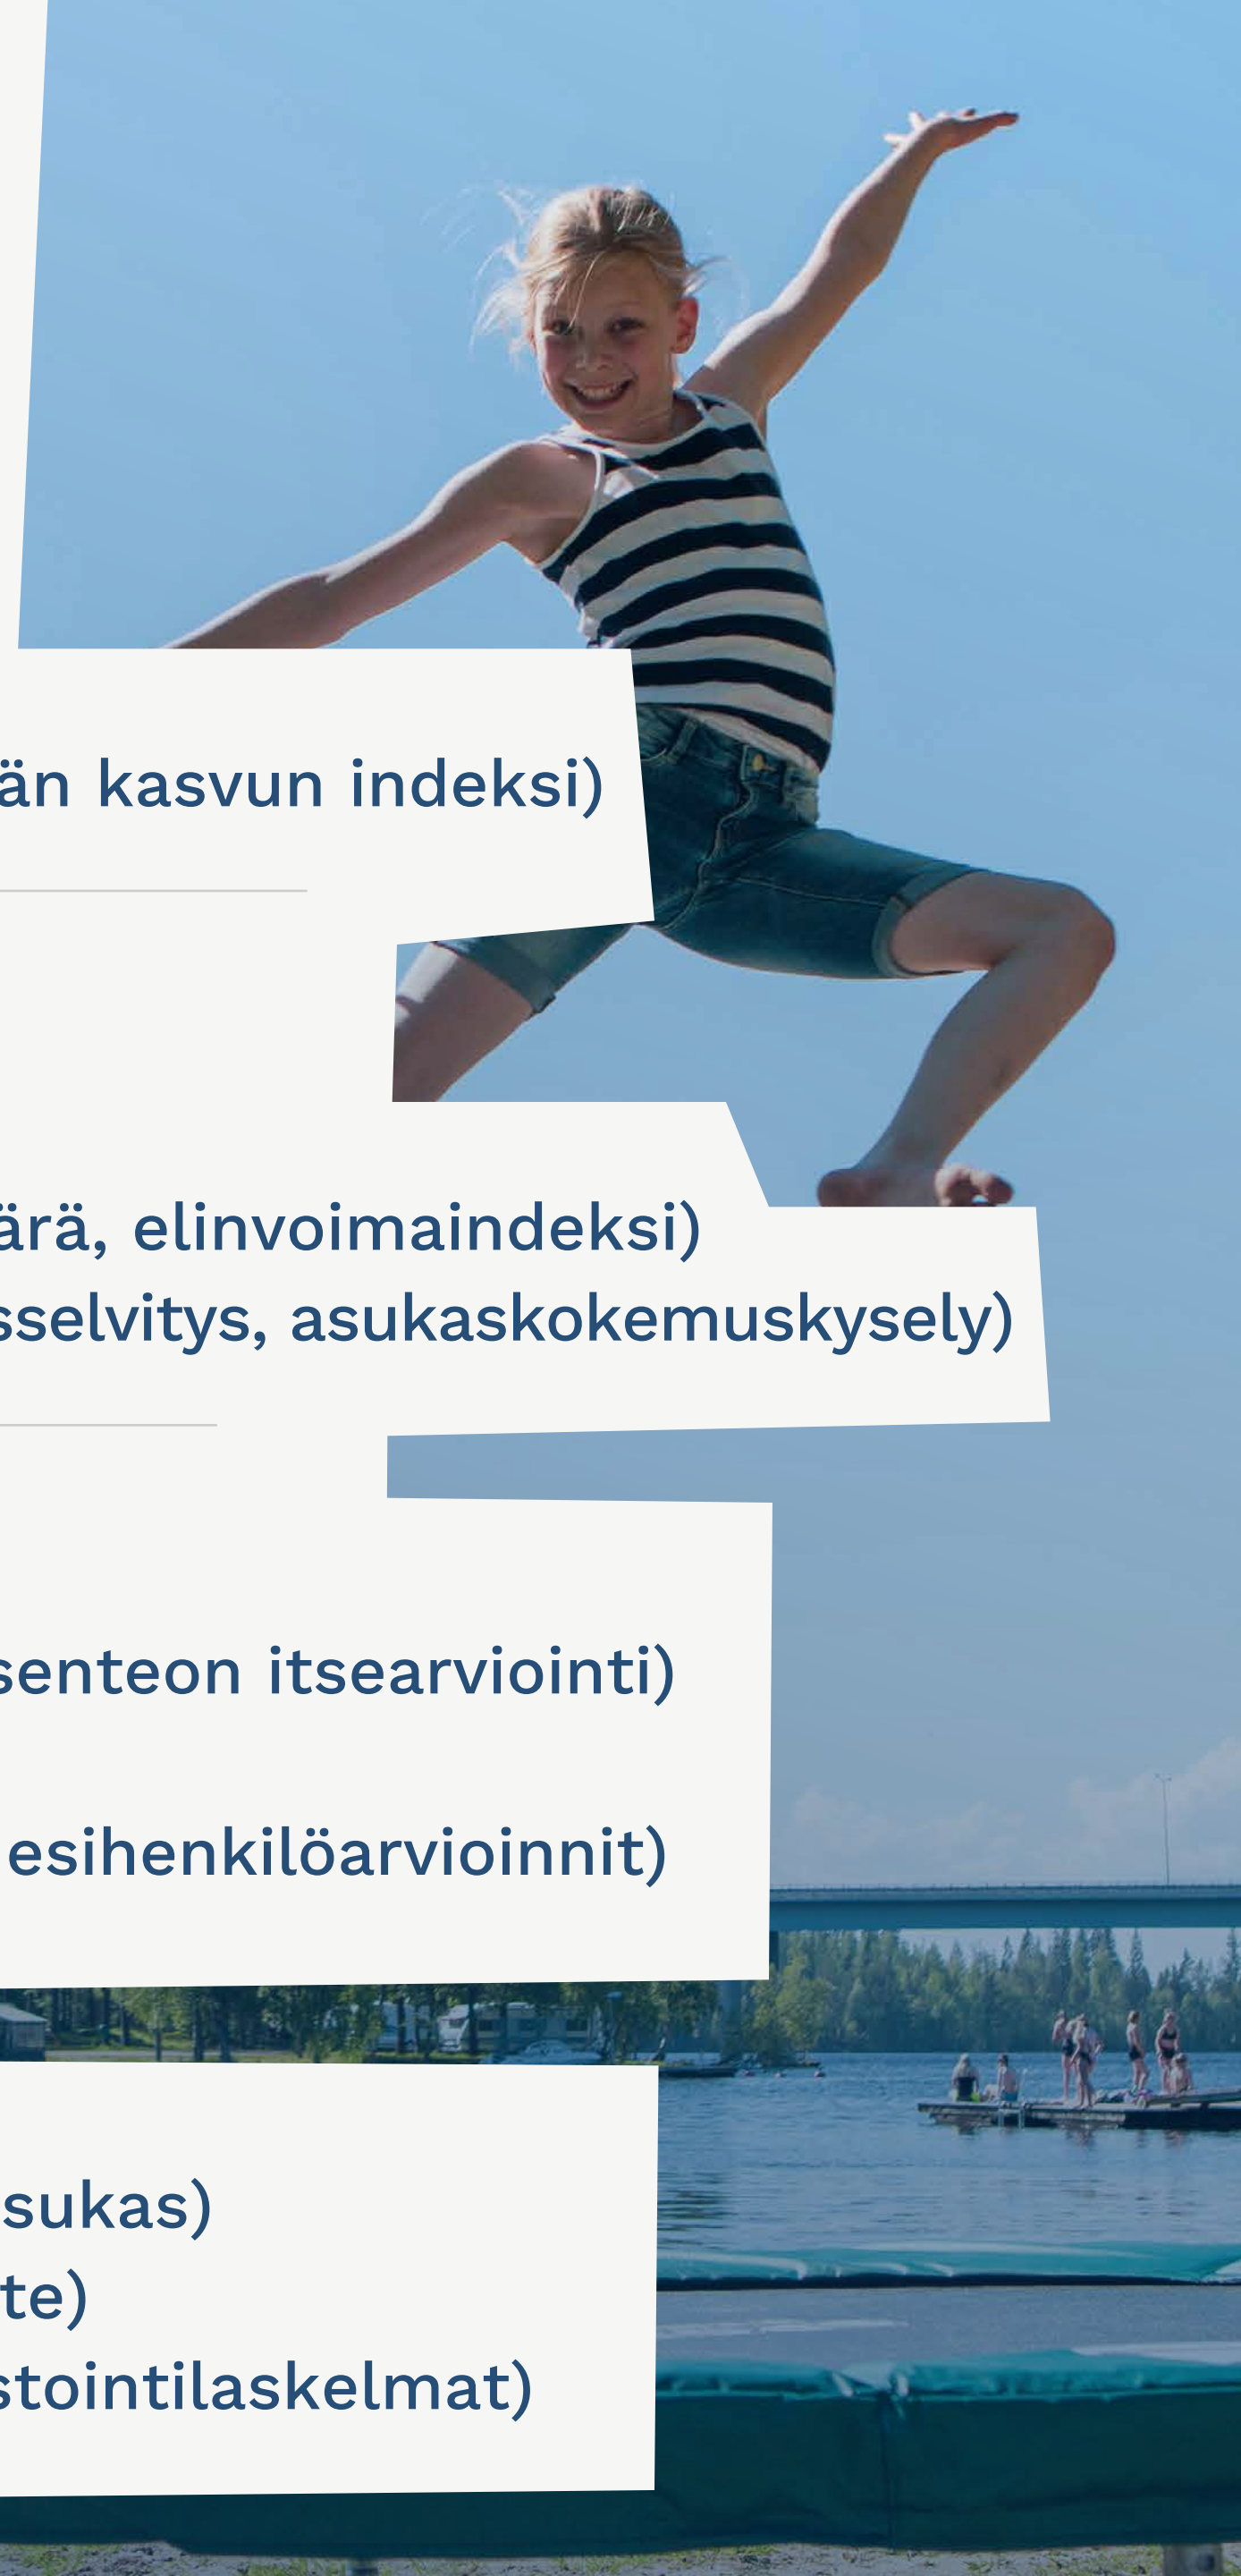 än kasvun indeksi)
ärä, elinvoimaindeksi)
sselvitys, asukaskokemuskysely)
senteon itsearviointi)
esihenkilöarvioinnit)
sukas)
te)
stointilaskelmat)